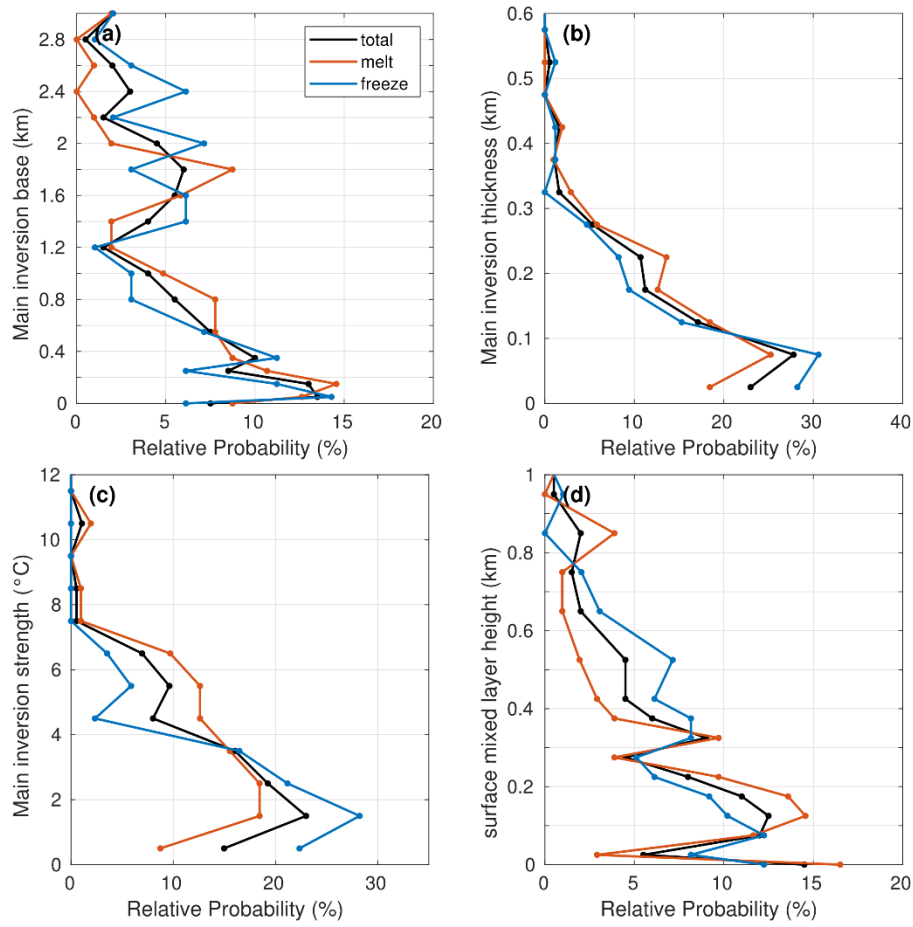 (a)
total
melt
freeze
Main inversion base (km)
2.8
2.4
2
1.6
1.2
0.8
0.4
0
0 5 10 15 20
Relative Probability (%)
(b)
Main inversion thickness (km)
0.6
0.5
0.4
0.3
0.2
0.1
0
0 10 20 30 40
Relative Probability (%)
(c)
Main inversion strength (°C)
12
10
8
6
4
2
0
0 10 20 30
Relative Probability (%)
(d)
surface mixed layer height (km)
1
0.8
0.6
0.4
0.2
0
0 5 10 15 20
Relative Probability (%)